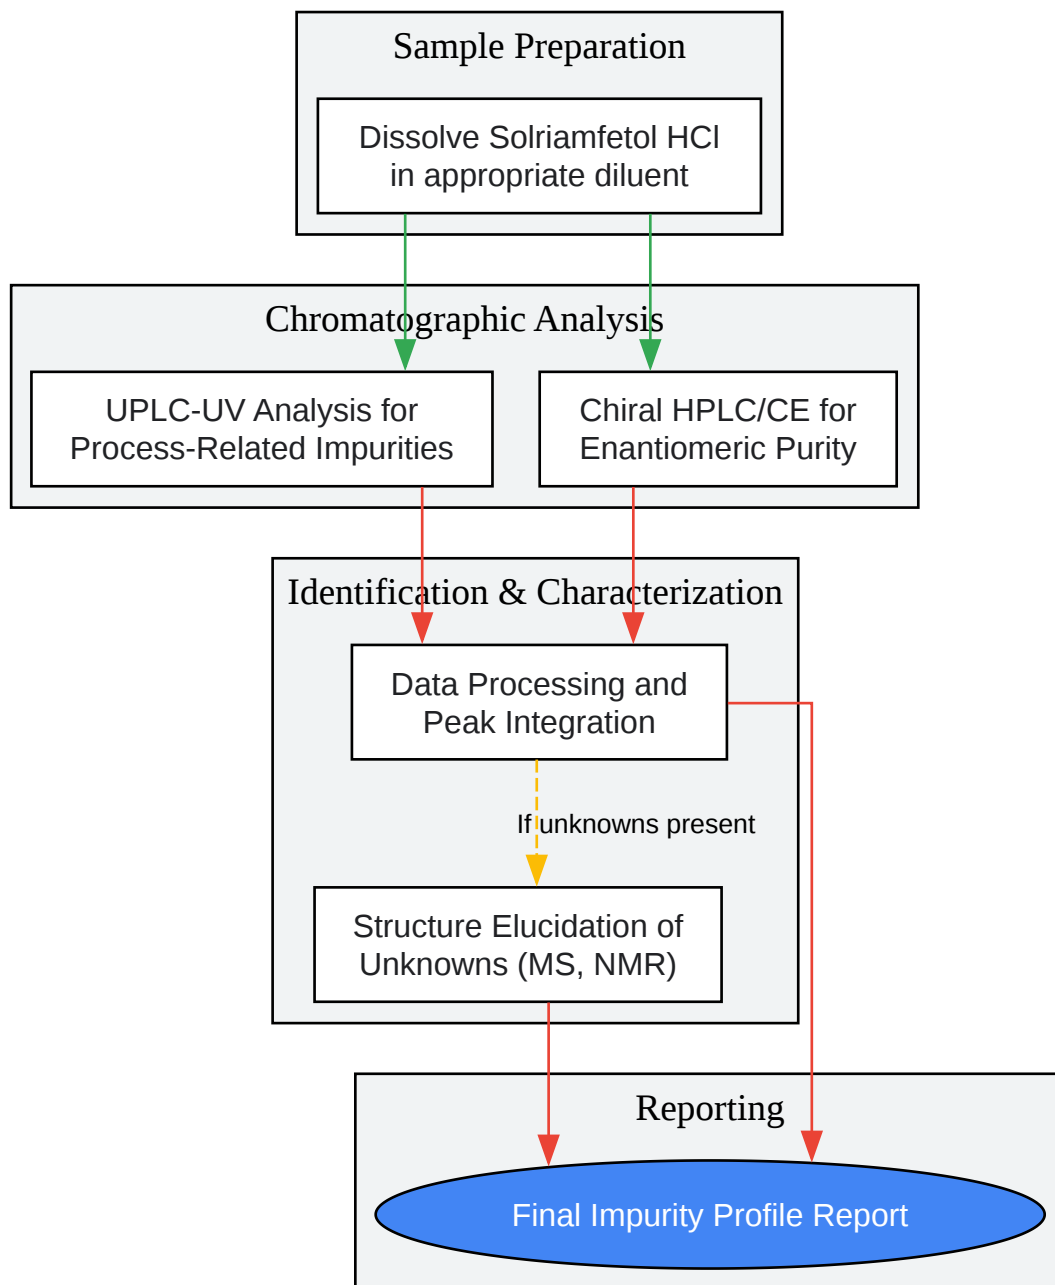 Sample Preparation
Dissolve Solriamfetol HCl
in appropriate diluent
Chromatographic Analysis
UPLC-UV Analysis for
Process-Related Impurities
Chiral HPLC/CE for
Enantiomeric Purity
Identification & Characterization
Data Processing and
Peak Integration
If unknowns present
Structure Elucidation of
Unknowns (MS, NMR)
Reporting
Final Impurity Profile Report